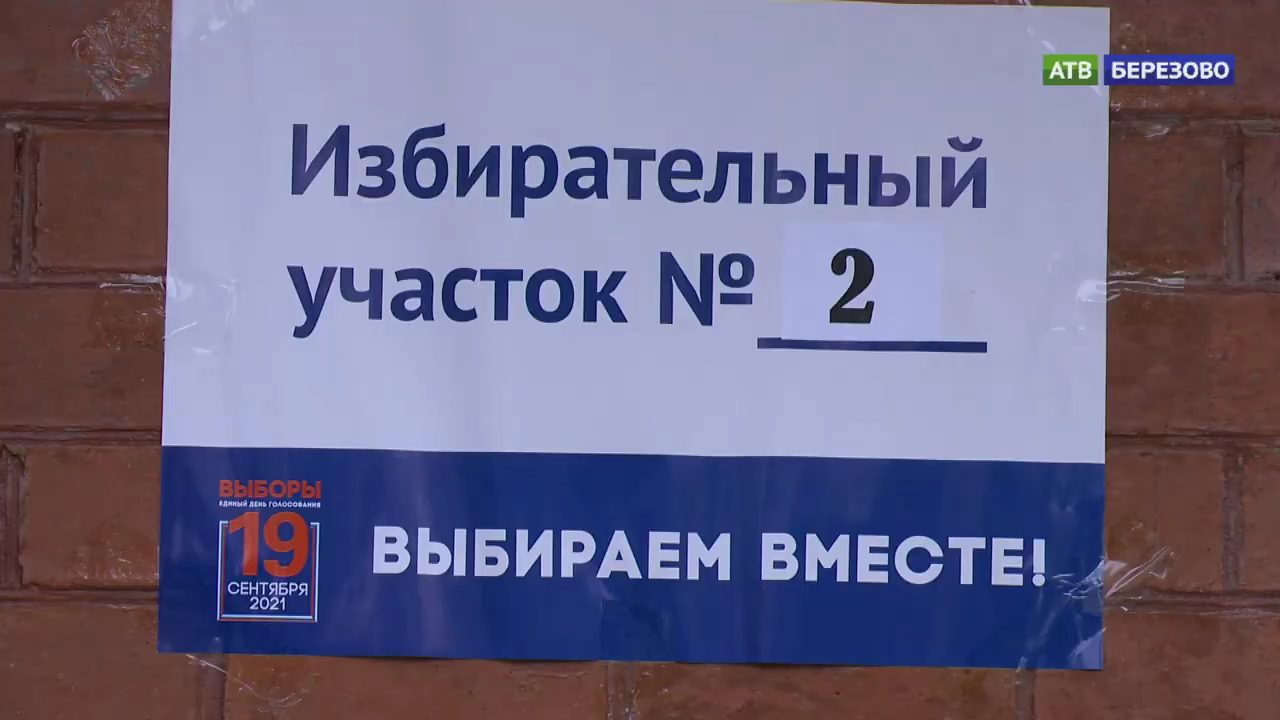 АТВ БЕРЕЗОВО
Избирательный
участок № 2
ВЫБОРЫ
ЕДИНЫЙ ДЕНЬ ГОЛОСОВАНИЯ
19
СЕНТЯБРЯ
2021
ВЫБИРАЕМ ВМЕСТЕ!